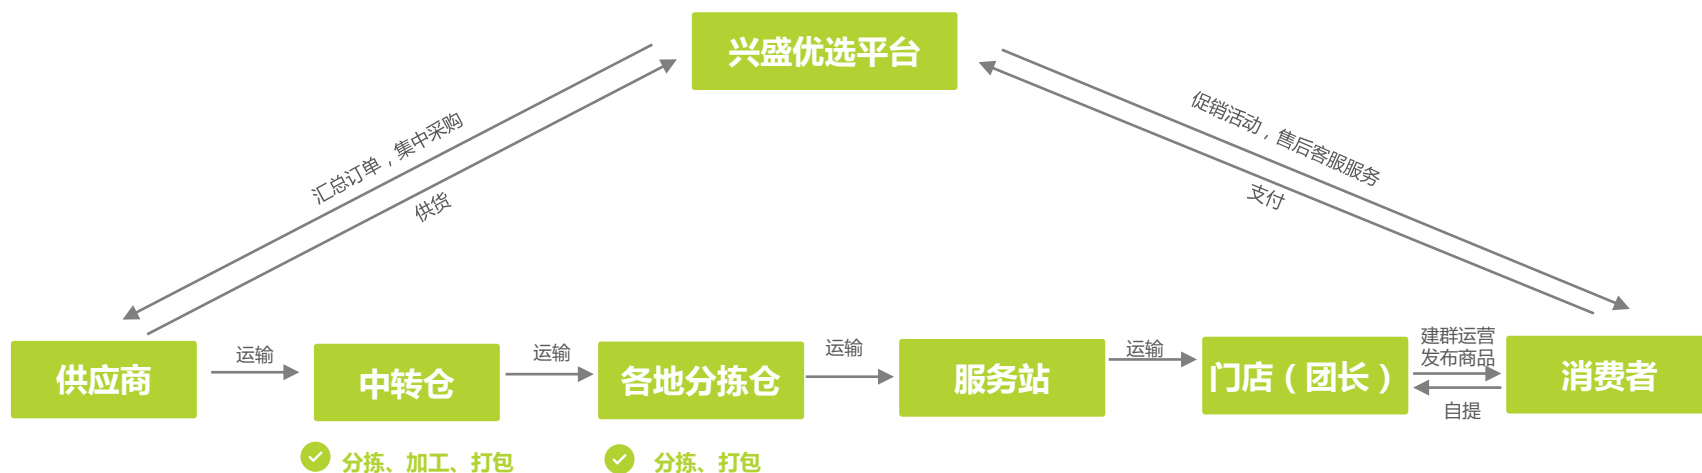 兴盛优选平台
汇总订单，集中采购
供货
促销活动，售后客服服务
支付
供应商
运输
中转仓
运输
各地分拣仓
运输
服务站
运输
门店（团长）
建群运营
发布商品
自提
消费者
分拣、加工、打包
分拣、打包